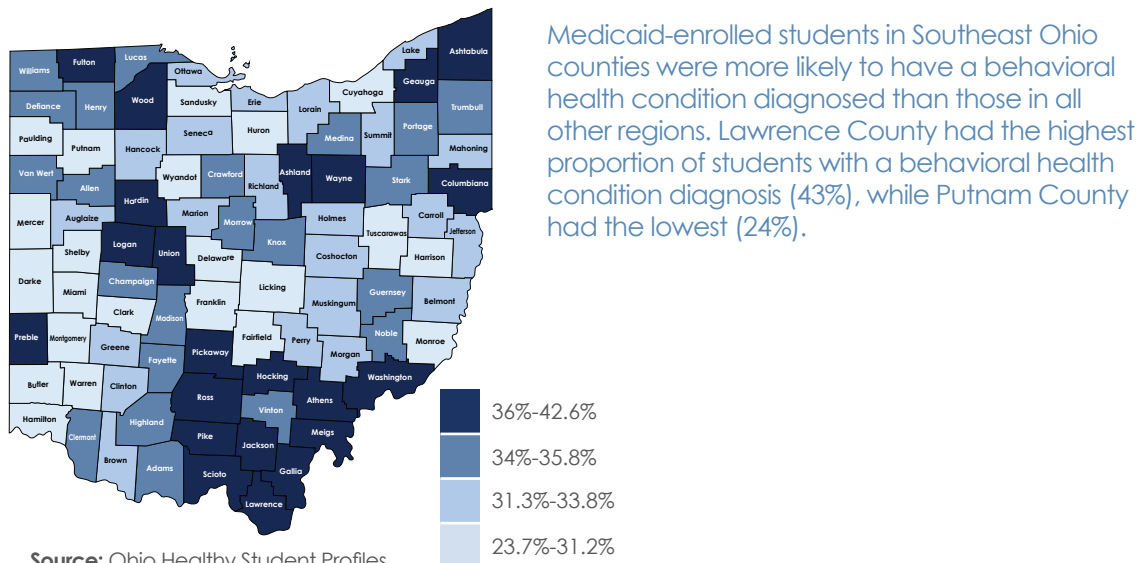 Medicaid-enrolled students in Southeast Ohio
counties were more likely to have a behavioral
health condition diagnosed than those in all
other regions. Lawrence County had the highest
proportion of students with a behavioral health
condition diagnosis (43%), while Putnam County
had the lowest (24%).
Williams
Fulton
Lucas
Ottawa
Lake
Ashtabula
Geauga
Cuyahoga
Defiance
Henry
Wood
Sandusky
Erie
Lorain
Trumbull
Paulding
Putnam
Hancock
Seneca
Huron
Medina
Summit
Portage
Mahoning
Van Wert
Allen
Wyandot
Crawford
Richland
Ashland
Wayne
Stark
Columbiana
Hardin
Mercer
Auglaize
Marion
Morrow
Holmes
Carroll
Jefferson
Tuscarawas
Shelby
Logan
Union
Delaware
Knox
Coshocton
Harrison
Darke
Miami
Champaign
Clark
Licking
Franklin
Muskingum
Guernsey
Belmont
Madison
Preble
Montgomery
Greene
Fayette
Pickaway
Fairfield
Perry
Morgan
Noble
Monroe
Butler
Warren
Clinton
Ross
Hocking
Athens
Washington
Hamilton
Clermont
Highland
Vinton
Meigs
Brown
Adams
Pike
Jackson
Scioto
Gallia
Lawrence
36%-42.6%
34%-35.8%
31.3%-33.8%
23.7%-31.2%
Source: Ohio Healthy Student Profiles